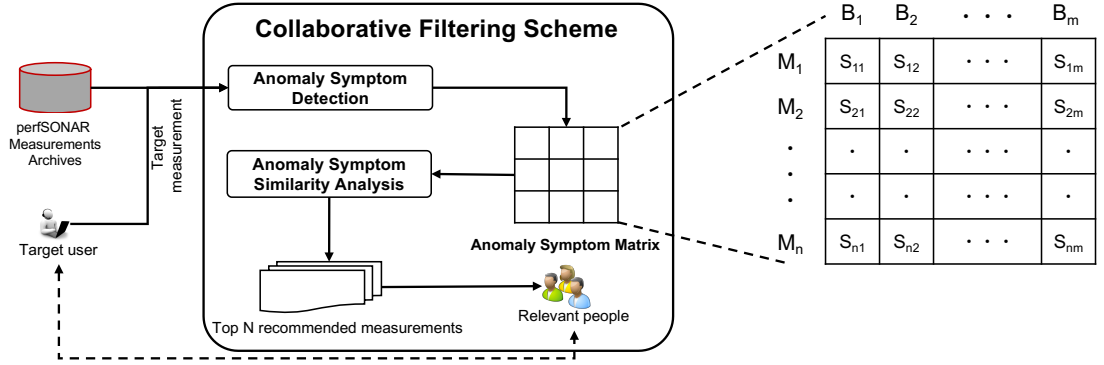 Collaborative Filtering Scheme
perfSONAR
Measurements
Archives
Target
measurement
Target user
Anomaly Symptom
Detection
Anomaly Symptom
Similarity Analysis
Anomaly Symptom Matrix
Top N recommended measurements
Relevant people
B1 B2 · · · Bm
M1 S11 S12 · · · S1m
M2 S21 S22 · · · S2m
· · · · · · ·
· · · · · · ·
Mn Sn1 Sn2 · · · Snm